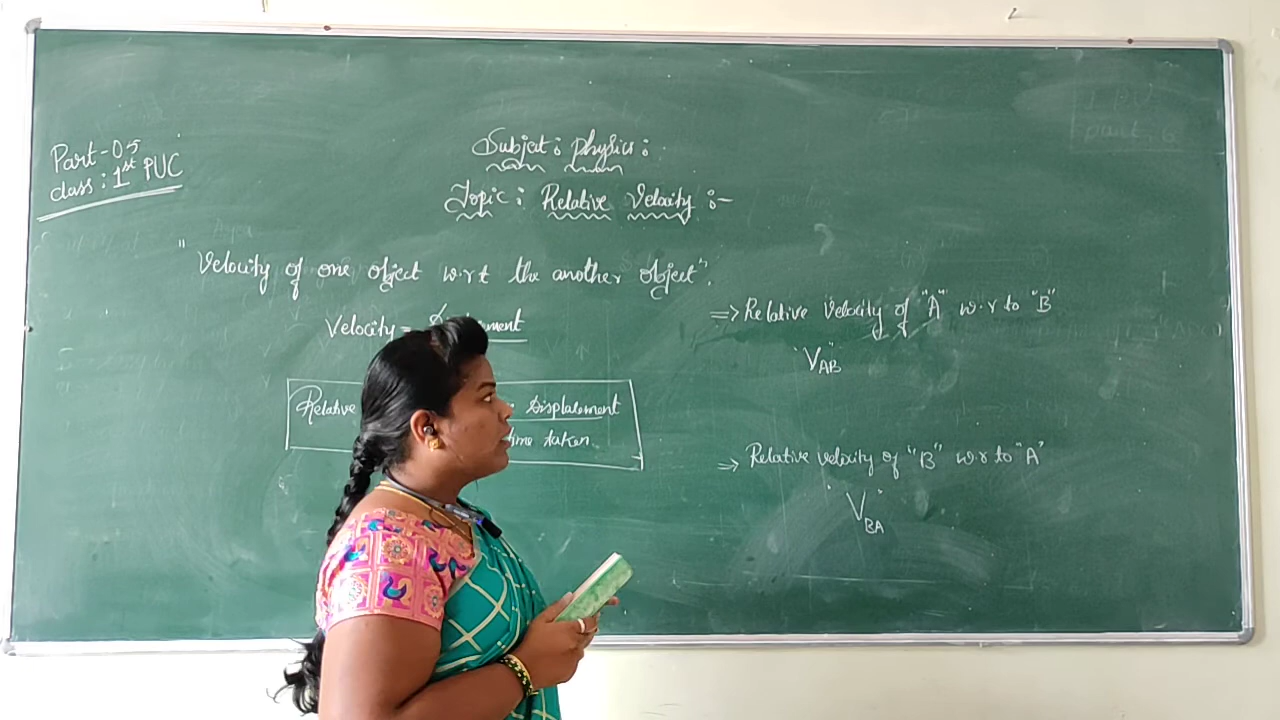 Part-05
class : 1st PUC
Subject : physics :
Topic : Relative Velocity :-
"Velocity of one object w.r.t the another object".
Velocity =
Relative Displacement
time taken
=> Relative Velocity of "A" w.r to "B"
"VAB"
=> Relative velocity of "B" w.r to "A"
"VBA"